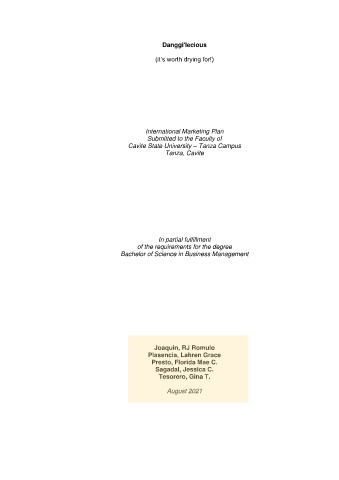 Danggi'lecious
(it's worth drying for!)
International Marketing Plan
Submitted to the Faculty of
Cavite State University – Tanza Campus
Tanza, Cavite
In partial fulfillment
of the requirements for the degree
Bachelor of Science in Business Management
Joaquin, RJ Romulo
Plasencia, Lahren Grace
Presto, Florida Mae C.
Sagadal, Jessica C.
Tesorero, Gina T.
August 2021